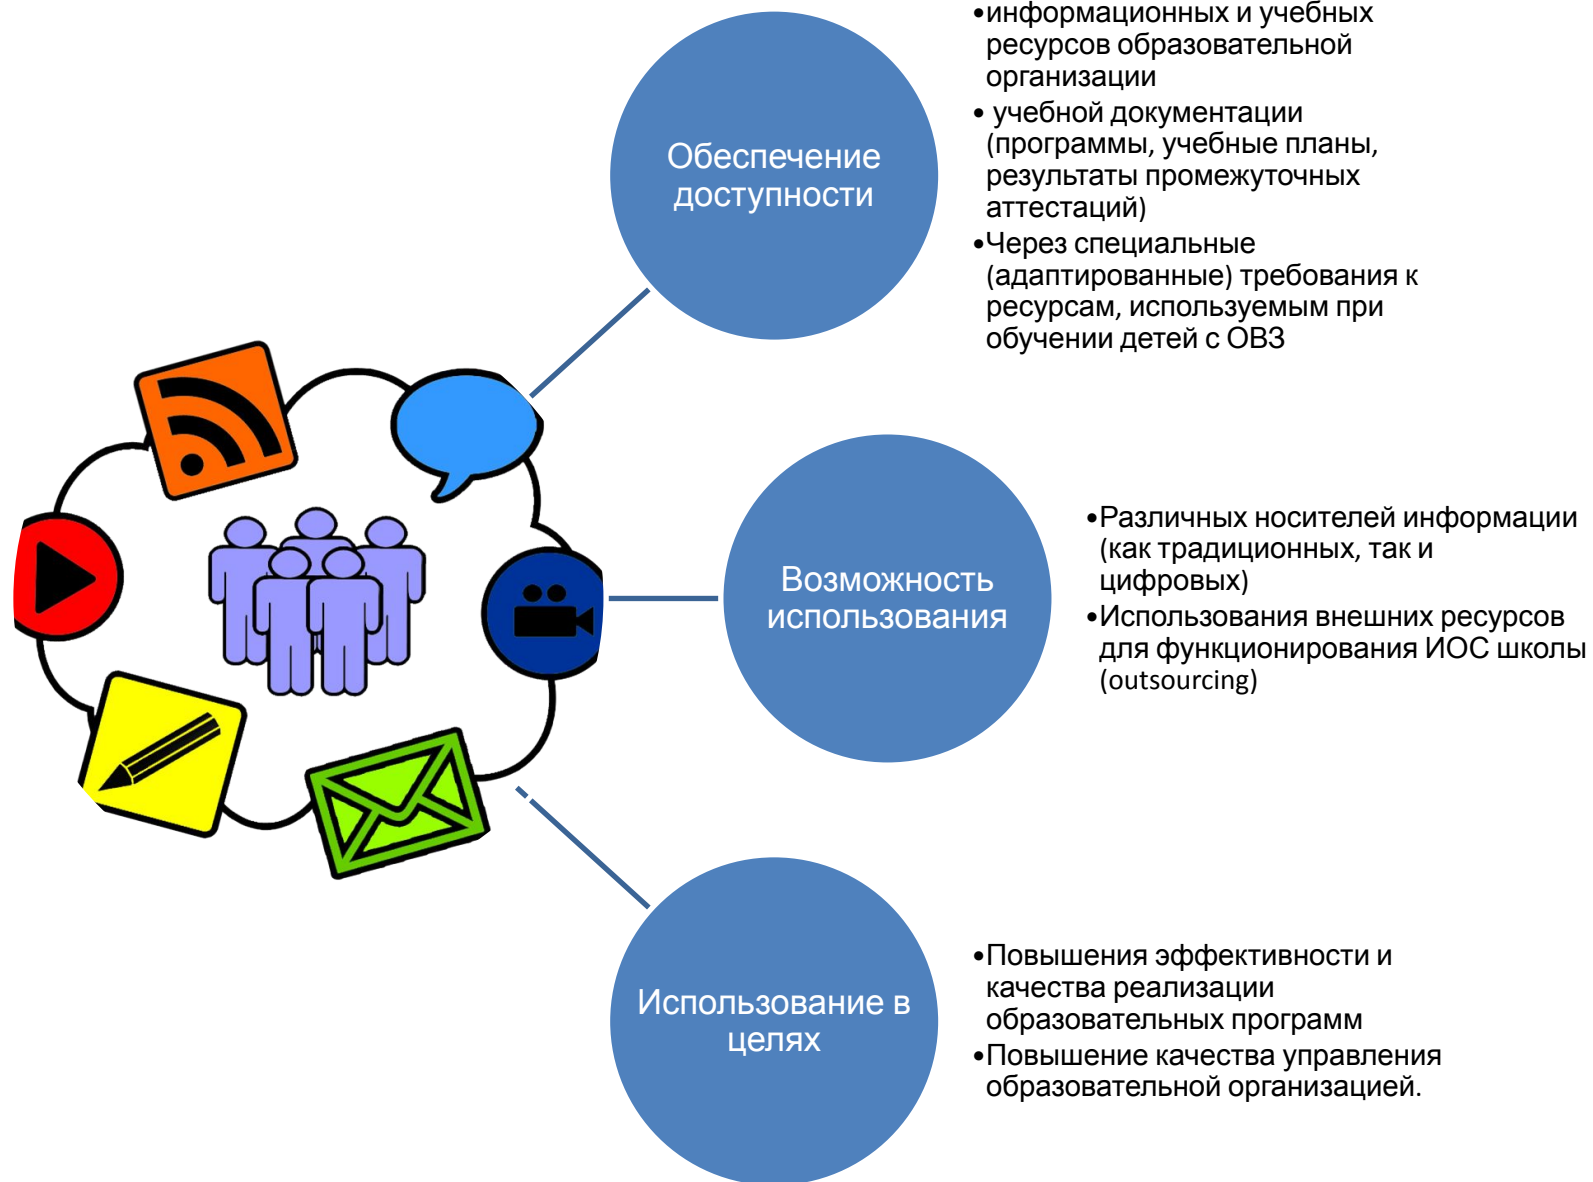 •информационных и учебных
ресурсов образовательной
организации
• учебной документации
(программы, учебные планы,
результаты промежуточных
аттестаций)
•Через специальные
(адаптированные) требования к
ресурсам, используемым при
обучении детей с ОВЗ
Обеспечение
доступности
Возможность
использования
•Различных носителей информации
(как традиционных, так и
цифровых)
•Использования внешних ресурсов
для функционирования ИОС школы
(outsourcing)
Использование в
целях
•Повышения эффективности и
качества реализации
образовательных программ
•Повышение качества управления
образовательной организацией.